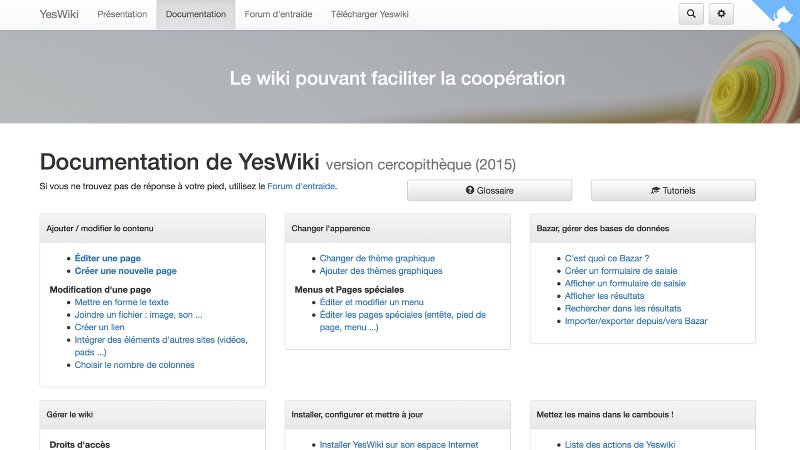 YesWiki Présentation Documentation Forum d'entraide Télécharger Yeswiki
Le wiki pouvant faciliter la coopération
Documentation de YesWiki version cercopithèque (2015)
Si vous ne trouvez pas de réponse à votre pied, utilisez le Forum d'entraide.
Glossaire
Tutoriels
Ajouter / modifier le contenu
Éditer une page
Créer une nouvelle page
Modification d'une page
Mettre en forme le texte
Joindre un fichier : image, son ...
Créer un lien
Intégrer des éléments d'autres sites (vidéos,
pads ...)
Choisir le nombre de colonnes
Changer l'apparence
Changer de thème graphique
Ajouter des thèmes graphiques
Menus et Pages spéciales
Éditer et modifier un menu
Éditer les pages spéciales (entête, pied de
page, menu ...)
Bazar, gérer des bases de données
C'est quoi ce Bazar ?
Créer un formulaire de saisie
Afficher un formulaire de saisie
Afficher les résultats
Rechercher dans les résultats
Importer/exporter depuis/vers Bazar
Gérer le wiki
Droits d'accès
Installer, configurer et mettre à jour
Installer YesWiki sur son espace Internet
Mettez les mains dans le cambouis !
Liste des actions de Yeswiki